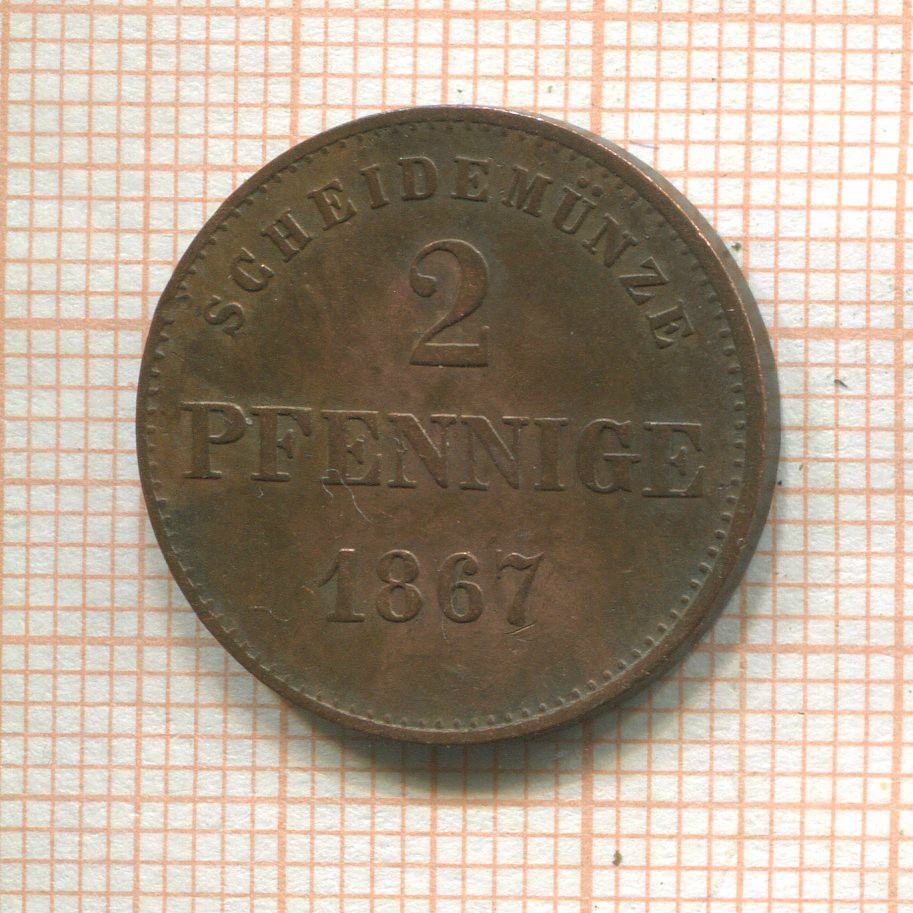 SCHEIDEMÜNZE
2
PFENNIGE
1867